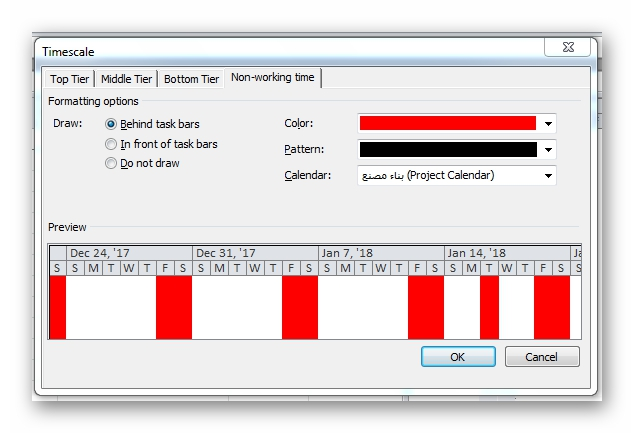 Timescale
Top Tier Middle Tier Bottom Tier Non-working time
Formatting options
Draw: Behind task bars Color:
In front of task bars Pattern:
Do not draw Calendar: بناء مصنع (Project Calendar)
Preview
Dec 24, '17 Dec 31, '17 Jan 7, '18 Jan 14, '18 Ja
S S M T W T F S S M T W T F S S M T W T F S S M T W T F S S
OK Cancel